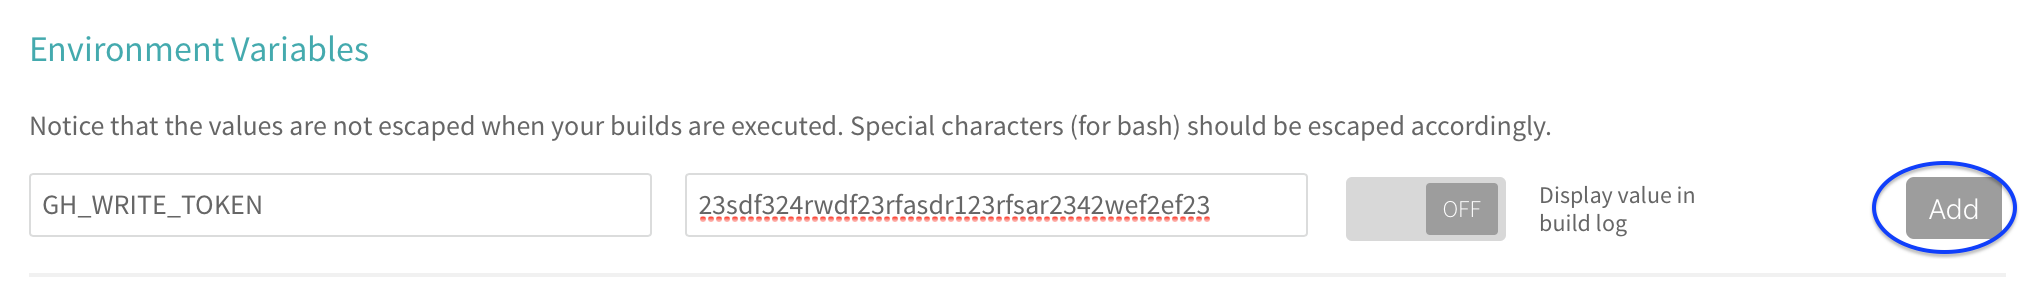 Environment Variables
Notice that the values are not escaped when your builds are executed. Special characters (for bash) should be escaped accordingly.
GH_WRITE_TOKEN
23sdf324rwdf23rfasdr123rfsar2342wef2ef23
OFF
Display value in
build log
Add